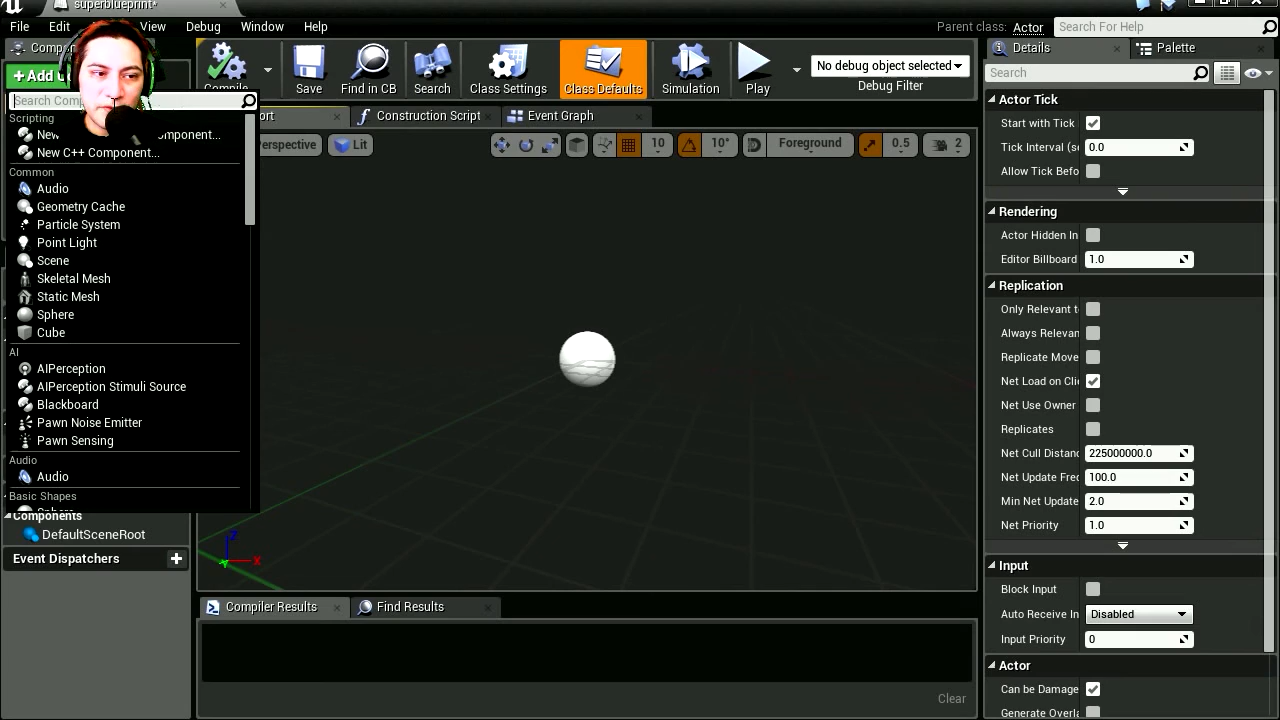 superblueprint*
File Edit View Debug Window Help
Parent class: Actor
Search For Help
Add
Compile
Save
Find in CB
Search
Class Settings
Class Defaults
Simulation
Play
No debug object selected
Debug Filter
Details
Palette
Search
Search Comp
Scripting
New
Component...
New C++ Component...
Common
Audio
Geometry Cache
Particle System
Point Light
Scene
Skeletal Mesh
Static Mesh
Sphere
Cube
AI
AIPerception
AIPerception Stimuli Source
Blackboard
Pawn Noise Emitter
Pawn Sensing
Audio
Audio
Basic Shapes
Sphere
Components
DefaultSceneRoot
Event Dispatchers
ort
Construction Script
Event Graph
erspective
Lit
10
10°
Foreground
0.5
2
Z
X
Y
Compiler Results
Find Results
Clear
Actor Tick
Start with Tick
Tick Interval (se
0.0
Allow Tick Befo
Rendering
Actor Hidden In
Editor Billboard
1.0
Replication
Only Relevant t
Always Relevan
Replicate Move
Net Load on Cli
Net Use Owner
Replicates
Net Cull Distanc
225000000.0
Net Update Fre
100.0
Min Net Update
2.0
Net Priority
1.0
Input
Block Input
Auto Receive In
Disabled
Input Priority
0
Actor
Can be Damage
Generate Overla